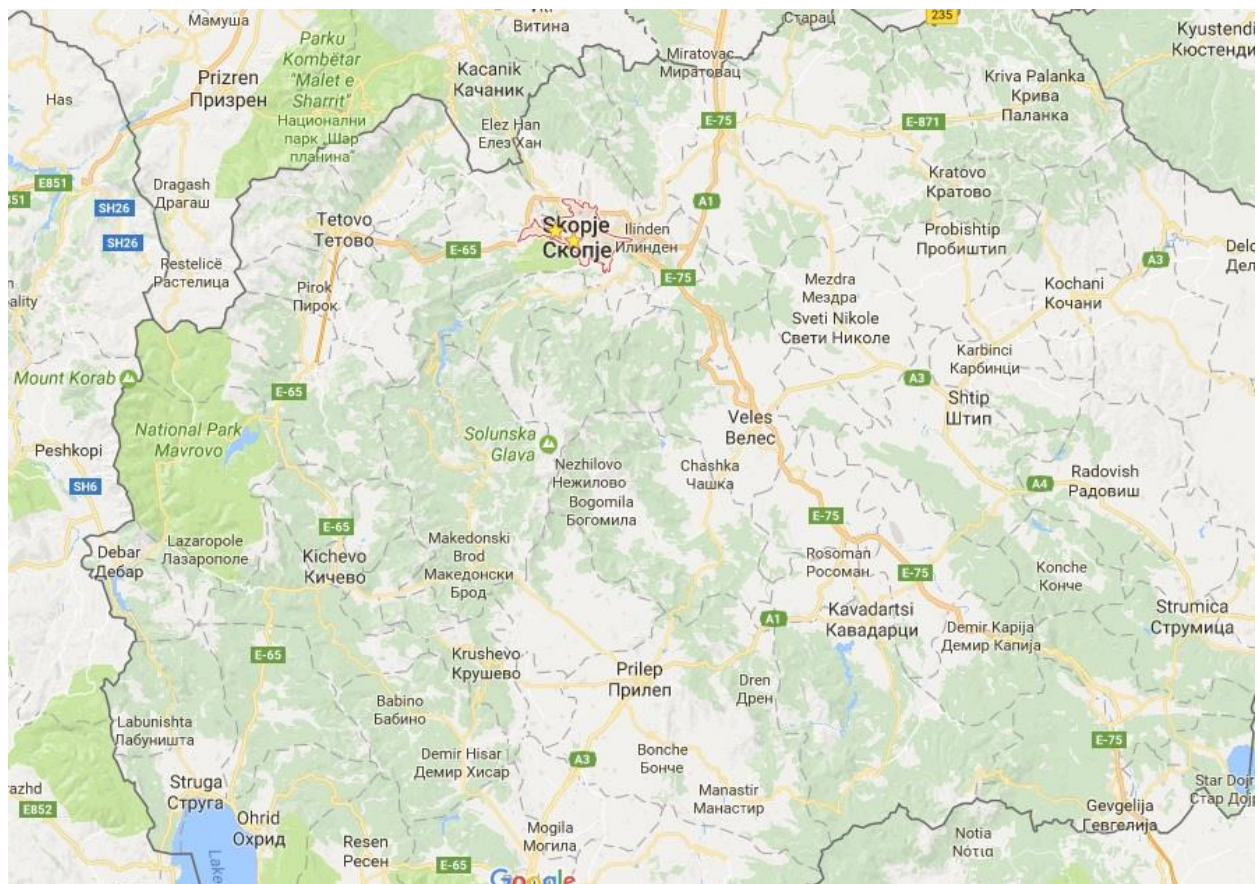 Мамуша
Prizren
Призрен
Has
Parku
Kombëtar
"Malet e
Sharrit"
Национални
парк „Шар
планина“
Витина
Kacanik
Качаник
Elez Han
Елез Хан
Miratovac
Миратовац
Старац
235
Kyustendi
Кюстенди
Kriva Palanka
Крива
Паланка
E-75
E-871
E851
851
SH26
SH26
Dragash
Драгаш
Restelicë
Растелица
ality
Tetovo
Тетово
E-65
Skopje
Скопје
Ilinden
Илинден
A1
E-75
Kratovo
Кратово
Probishtip
Пробиштип
Delc
Дел
A3
Kochani
Кочани
Pirok
Пирок
Mezdra
Мездра
Sveti Nikole
Свети Николе
Karbinci
Карбинци
A3
Shtip
Штип
Mount Korab
E-65
National Park
Mavrovo
Peshkopi
SH6
Solunska
Glava
Veles
Велес
Nezhilovo
Нежилово
Bogomila
Богомила
Chashka
Чашка
Radovish
Радовиш
A4
E-75
Debar
Дебар
Lazaropole
Лазарополе
E-65
Kichevo
Кичево
Makedonski
Brod
Македонски
Брод
Rosoman
Росоман
E-75
Konche
Конче
Strumica
Струмица
A1
Kavadartsi
Кавадарци
Demir Kapija
Демир Капија
E-65
Krushevo
Крушево
Prilep
Прилеп
Dren
Дрен
Babino
Бабино
Labunishta
Лабуништа
Demir Hisar
Демир Хисар
A3
Bonche
Бонче
E-75
Struga
Струга
razhd
E852
Manastir
Манастир
Star Dojr
Стар Дојр
Gevgelija
Гевгелија
Ohrid
Охрид
Lake
Resen
Ресен
E-65
Mogila
Могила
Notia
Νότια
Google